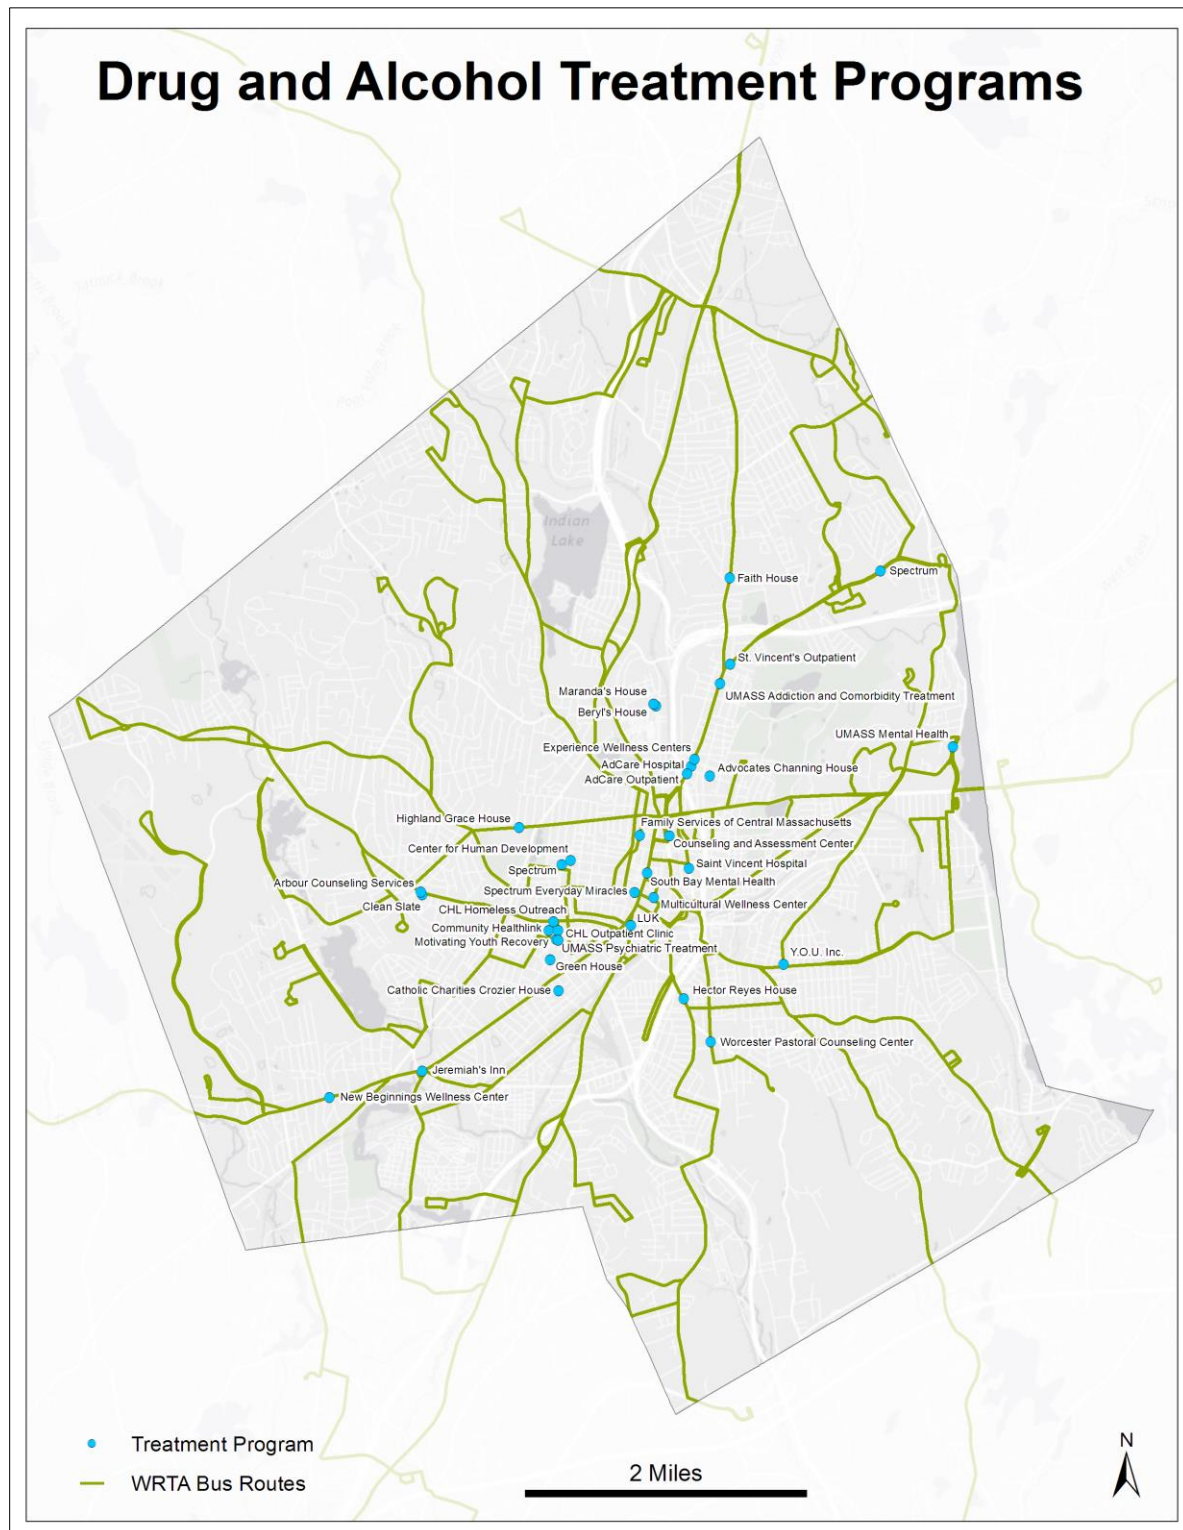 Drug and Alcohol Treatment Programs
Indian
Lake
Faith House
Spectrum
St. Vincent's Outpatient
UMASS Addiction and Comorbidity Treatment
Maranda's House
Beryl's House
UMASS Mental Health
Experience Wellness Centers
AdCare Hospital
Advocates Channing House
AdCare Outpatient
Highland Grace House
Family Services of Central Massachusetts
Counseling and Assessment Center
Center for Human Development
Spectrum
Saint Vincent Hospital
South Bay Mental Health
Arbour Counseling Services
Spectrum Everyday Miracles
Clean Slate
Multicultural Wellness Center
CHL Homeless Outreach
LUK
Community Healthlink
CHL Outpatient Clinic
Motivating Youth Recovery
UMASS Psychiatric Treatment
Y.O.U. Inc.
Green House
Catholic Charities Crozier House
Hector Reyes House
Worcester Pastoral Counseling Center
Jeremiah's Inn
New Beginnings Wellness Center
Treatment Program
WRTA Bus Routes
2 Miles
N